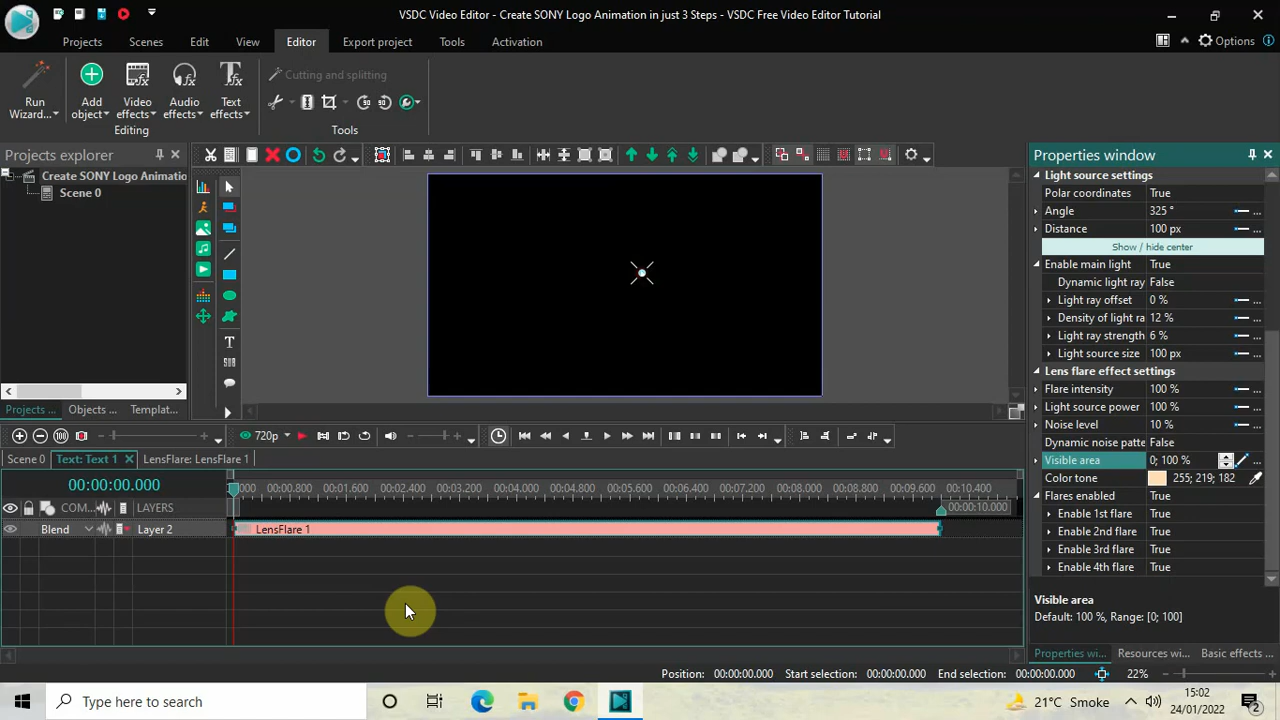 VSDC Video Editor - Create SONY Logo Animation in just 3 Steps - VSDC Free Video Editor Tutorial
Projects Scenes Edit View Editor Export project Tools Activation
Options
Run Wizard...
Add object
Video effects
Audio effects
Text effects
Editing
Cutting and splitting
Tools
Projects explorer
Create SONY Logo Animatio
Scene 0
Projects ... Objects ... Templat...
Properties window
Light source settings
Polar coordinates True
Angle 325 °
Distance 100 px
Show / hide center
Enable main light True
Dynamic light ray False
Light ray offset 0 %
Density of light ra 12 %
Light ray strength 6 %
Light source size 100 px
Lens flare effect settings
Flare intensity 100 %
Light source power 100 %
Noise level 10 %
Dynamic noise patte False
Visible area 0; 100 %
Color tone 255; 219; 182
Flares enabled True
Enable 1st flare True
Enable 2nd flare True
Enable 3rd flare True
Enable 4th flare True
Visible area
Default: 100 %, Range: [0; 100]
Properties wi... Resources wi... Basic effects ...
720p
Scene 0 Text: Text 1 LensFlare: LensFlare 1
00:00:00.000
000 00:00.800 00:01.600 00:02.400 00:03.200 00:04.000 00:04.800 00:05.600 00:06.400 00:07.200 00:08.000 00:08.800 00:09.600 00:10.400
00:00:10.000
COM... LAYERS
Blend Layer 2 LensFlare 1
Position: 00:00:00.000 Start selection: 00:00:00.000 End selection: 00:00:00.000 22%
Type here to search
21°C Smoke
15:02
24/01/2022
2